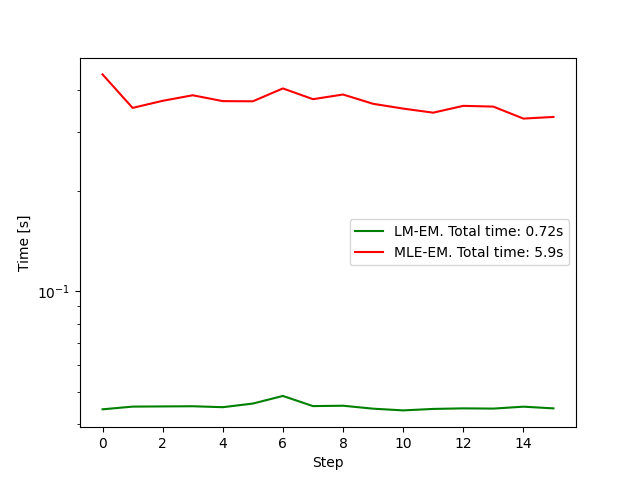 Time [s]
10⁻¹
LM-EM. Total time: 0.72s
MLE-EM. Total time: 5.9s
0 2 4 6 8 10 12 14
Step